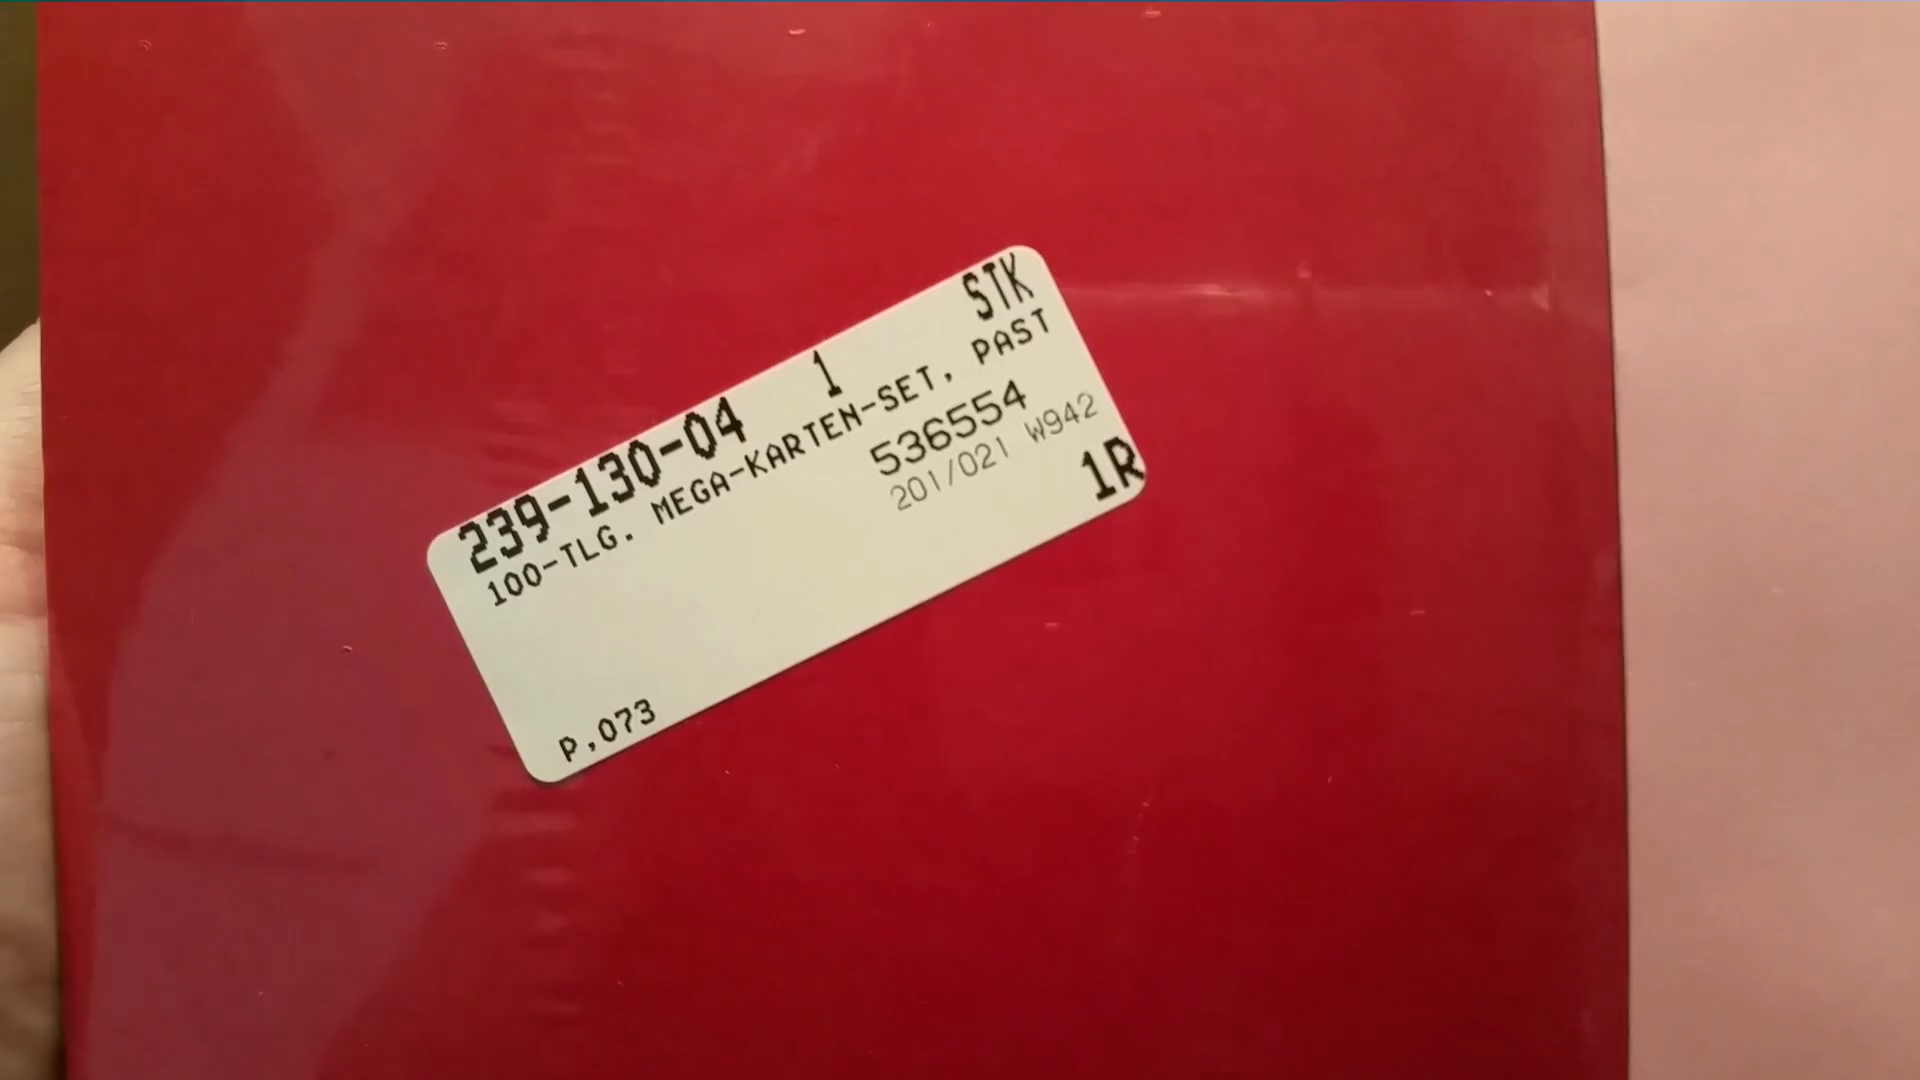 239-130-04 1 STK
100-TLG. MEGA-KARTEN-SET, PAST
536554
201/021 W942
1R
P.073